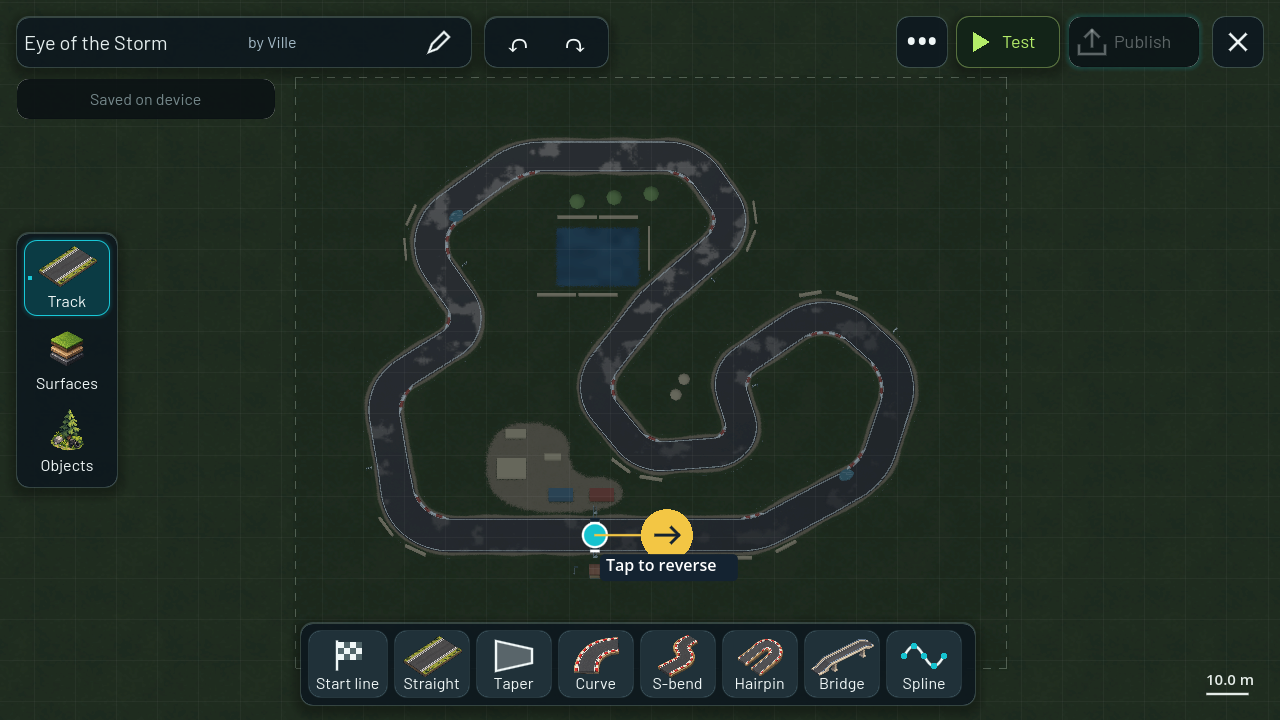 Eye of the Storm
by Ville
Test
Publish
Saved on device
Track
Surfaces
Objects
Tap to reverse
Start line
Straight
Taper
Curve
S-bend
Hairpin
Bridge
Spline
10.0 m